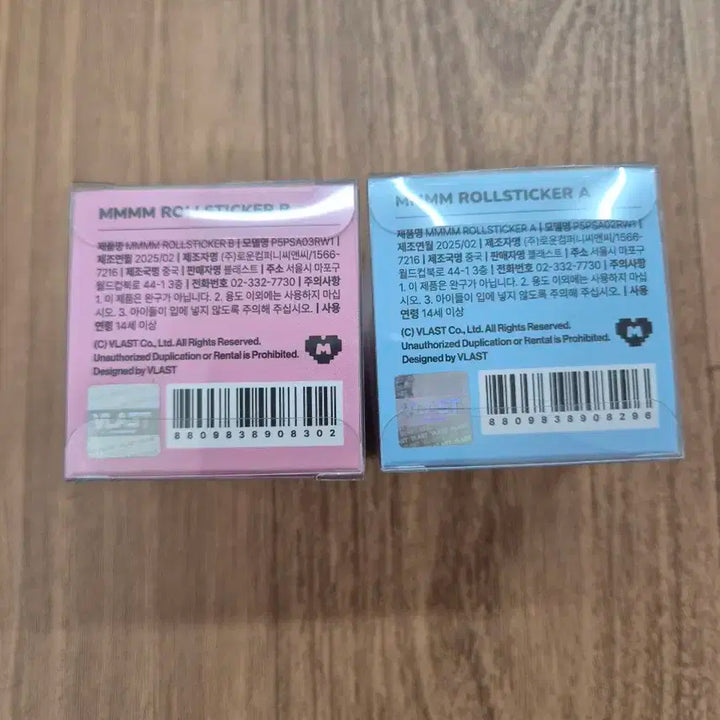 MMMM ROLLSTICKER B
제품명 MMMM ROLLSTICKER B | 모델명 P5PSA03RW1 |
제조연월 2025/02 | 제조자명 (주)로운컴퍼니씨앤씨/1566-
7216 | 제조국명 중국 | 판매자명 블래스트 | 주소 서울시 마포구
월드컵북로 44-1 3층 | 전화번호 02-332-7730 | 주의사항
1. 이 제품은 완구가 아닙니다. 2. 용도 이외에는 사용하지 마십
시오. 3. 아이들이 입에 넣지 않도록 주의해 주십시오. | 사용
연령 14세 이상
(C) VLAST Co., Ltd. All Rights Reserved.
Unauthorized Duplication or Rental is Prohibited.
Designed by VLAST
M
VLAST
8809838908302
MMMM ROLLSTICKER A
제품명 MMMM ROLLSTICKER A | 모델명 P5PSA02RW1 |
제조연월 2025/02 | 제조자명 (주)로운컴퍼니씨앤씨/1566-
7216 | 제조국명 중국 | 판매자명 블래스트 | 주소 서울시 마포구
월드컵북로 44-1 3층 | 전화번호 02-332-7730 | 주의사항
1. 이 제품은 완구가 아닙니다. 2. 용도 이외에는 사용하지 마십
시오. 3. 아이들이 입에 넣지 않도록 주의해 주십시오. | 사용
연령 14세 이상
(C) VLAST Co., Ltd. All Rights Reserved.
Unauthorized Duplication or Rental is Prohibited.
Designed by VLAST
M
VLAST
8809838908296